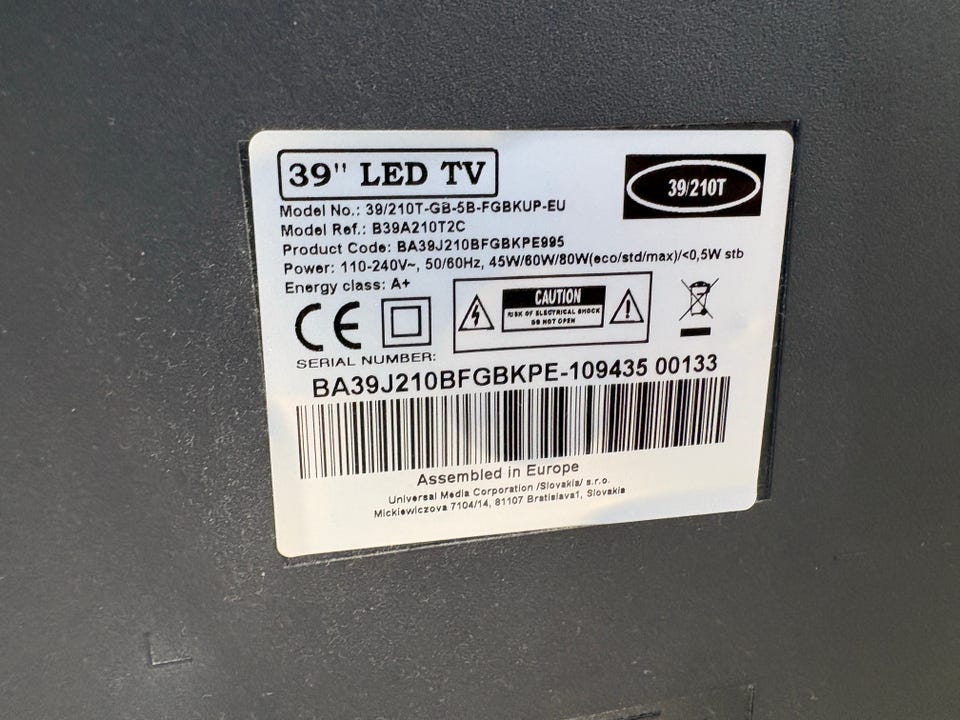 39" LED TV
39/210T
Model No.: 39/210T-GB-5B-FGBKUP-EU
Model Ref.: B39A210T2C
Product Code: BA39J210BFGBKPE995
Power: 110-240V~, 50/60Hz, 45W/60W/80W(eco/std/max)/<0,5W stb
Energy class: A+
CE
CAUTION
RISK OF ELECTRICAL SHOCK
DO NOT OPEN
SERIAL NUMBER:
BA39J210BFGBKPE-109435 00133
Assembled in Europe
Universal Media Corporation /Slovakia/ s.r.o.
Mickiewiczova 7104/14, 81107 Bratislava1, Slovakia